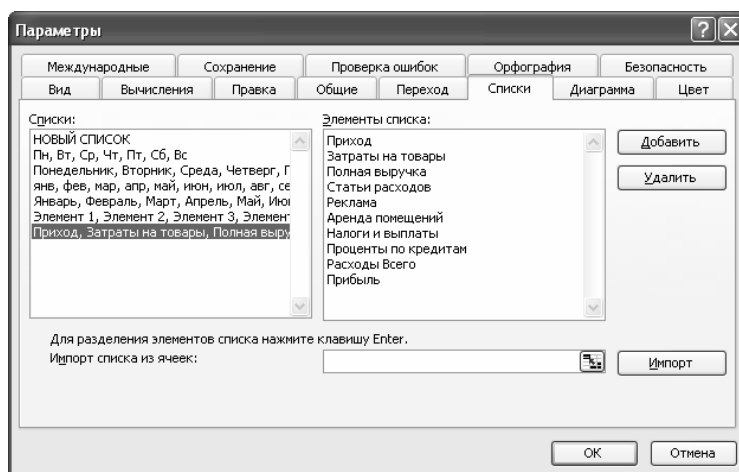 Параметры
Международные Сохранение Проверка ошибок Орфография Безопасность
Вид Вычисления Правка Общие Переход Списки Диаграмма Цвет
Списки:
НОВЫЙ СПИСОК
Пн, Вт, Ср, Чт, Пт, Сб, Вс
Понедельник, Вторник, Среда, Четверг, П
янв, фев, мар, апр, май, июн, июл, авг, се
Январь, Февраль, Март, Апрель, Май, Ию
Элемент 1, Элемент 2, Элемент 3, Элемен
Приход, Затраты на товары, Полная выру
Элементы списка:
Приход
Затраты на товары
Полная выручка
Статьи расходов
Реклама
Аренда помещений
Налоги и выплаты
Проценты по кредитам
Расходы Всего
Прибыль
Добавить
Удалить
Для разделения элементов списка нажмите клавишу Enter.
Импорт списка из ячеек:
Импорт
ОК Отмена